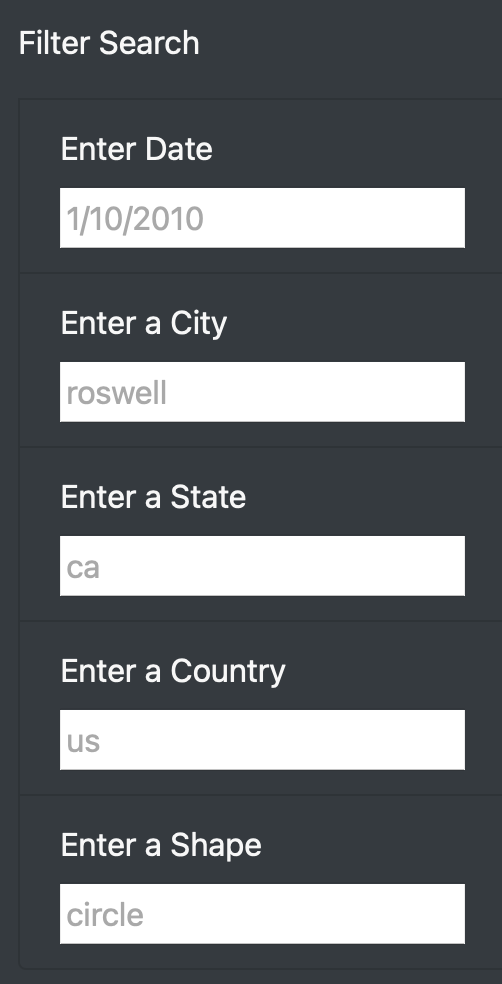 Filter Search
Enter Date
1/10/2010
Enter a City
roswell
Enter a State
ca
Enter a Country
us
Enter a Shape
circle